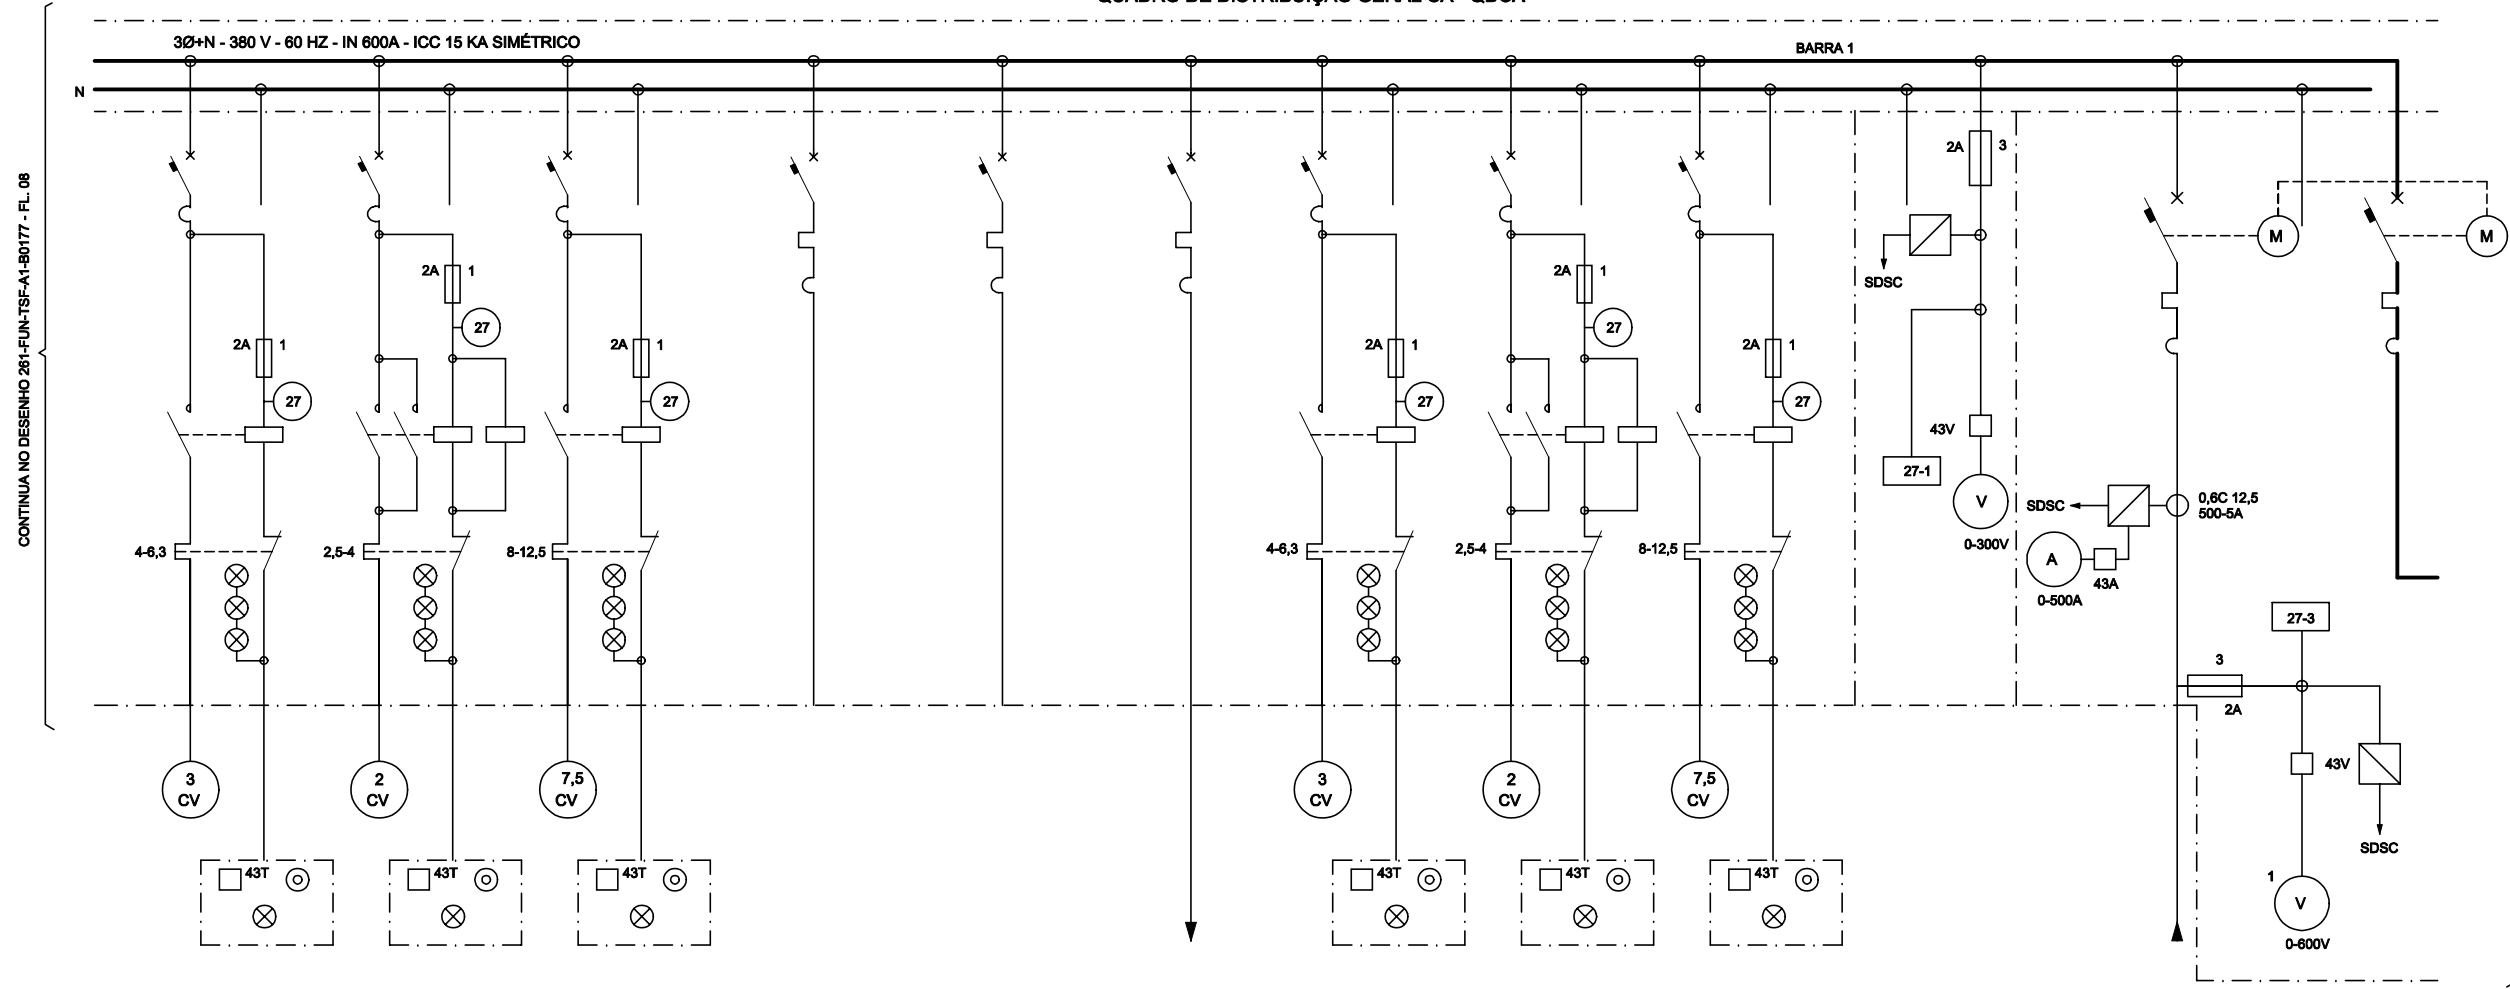 3Ø+N - 380 V - 60 HZ - IN 600A - ICC 15 KA SIMÉTRICO
BARRA 1
N
CONTINUA NO DESENHO 261-FUN-TSF-A1-B0177 - FL. 08
2A 3
M
M
2A 1
2A 1
SDSC
27
27
2A 1
2A 1
2A 1
2A 1
27
27
27
27
43V
27-1
V
0-300V
SDSC
0,6C 12,5
500-5A
4-6,3
2,5-4
8-12,5
4-6,3
2,5-4
8-12,5
A
43A
0-500A
27-3
3
2A
3
CV
2
CV
7,5
CV
3
CV
2
CV
7,5
CV
43V
SDSC
43T
43T
43T
43T
43T
43T
1
V
0-600V